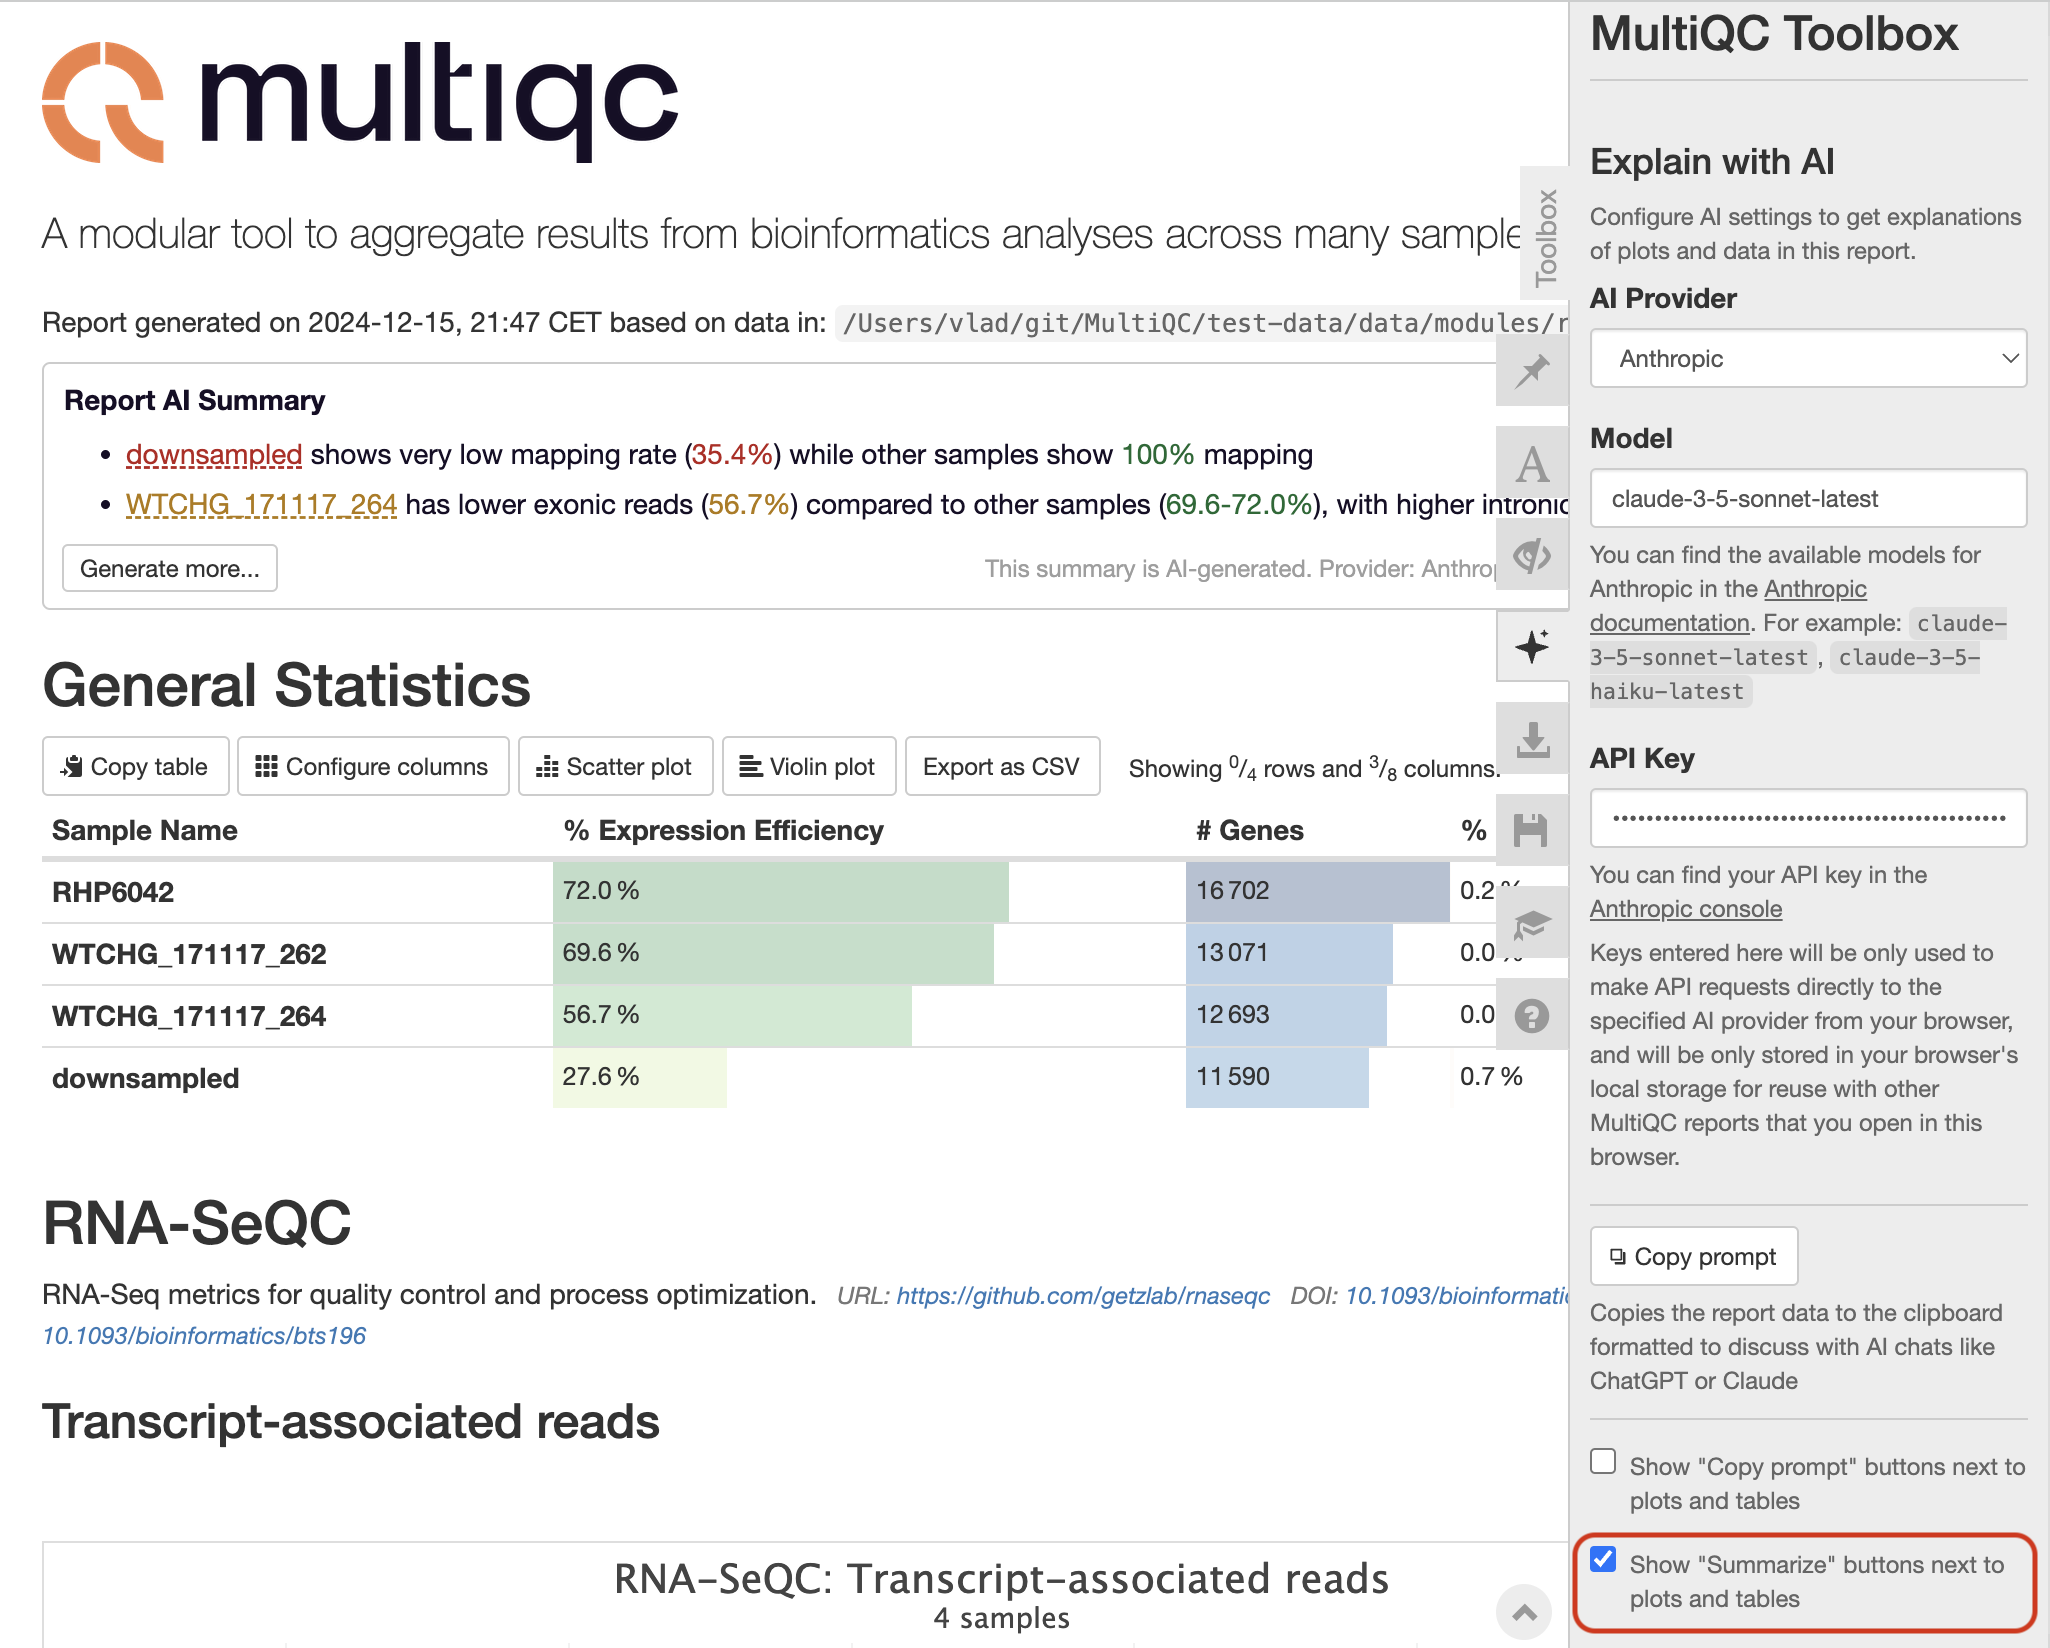 multiqc
A modular tool to aggregate results from bioinformatics analyses across many sample
Report generated on 2024-12-15, 21:47 CET based on data in: /Users/vlad/git/MultiQC/test-data/data/modules/r
Report AI Summary
• downsampled shows very low mapping rate (35.4%) while other samples show 100% mapping
• WTCHG_171117_264 has lower exonic reads (56.7%) compared to other samples (69.6-72.0%), with higher intronic
Generate more... This summary is AI-generated. Provider: Anthrop
General Statistics
Copy table Configure columns Scatter plot Violin plot Export as CSV Showing 0/4 rows and 3/8 columns.
Sample Name % Expression Efficiency # Genes %
RHP6042 72.0 % 16 702 0.2 %
WTCHG_171117_262 69.6 % 13 071 0.0 %
WTCHG_171117_264 56.7 % 12 693 0.0
downsampled 27.6 % 11 590 0.7 %
RNA-SeQC
RNA-Seq metrics for quality control and process optimization. URL: https://github.com/getzlab/rnaseqc DOI: 10.1093/bioinformatic
10.1093/bioinformatics/bts196
Transcript-associated reads
RNA-SeQC: Transcript-associated reads
4 samples
Toolbox
A
?
MultiQC Toolbox
Explain with AI
Configure AI settings to get explanations
of plots and data in this report.
AI Provider
Anthropic
Model
claude-3-5-sonnet-latest
You can find the available models for
Anthropic in the Anthropic
documentation. For example: claude-
3-5-sonnet-latest , claude-3-5-
haiku-latest
API Key
You can find your API key in the
Anthropic console
Keys entered here will be only used to
make API requests directly to the
specified AI provider from your browser,
and will be only stored in your browser's
local storage for reuse with other
MultiQC reports that you open in this
browser.
Copy prompt
Copies the report data to the clipboard
formatted to discuss with AI chats like
ChatGPT or Claude
Show "Copy prompt" buttons next to
plots and tables
Show "Summarize" buttons next to
plots and tables